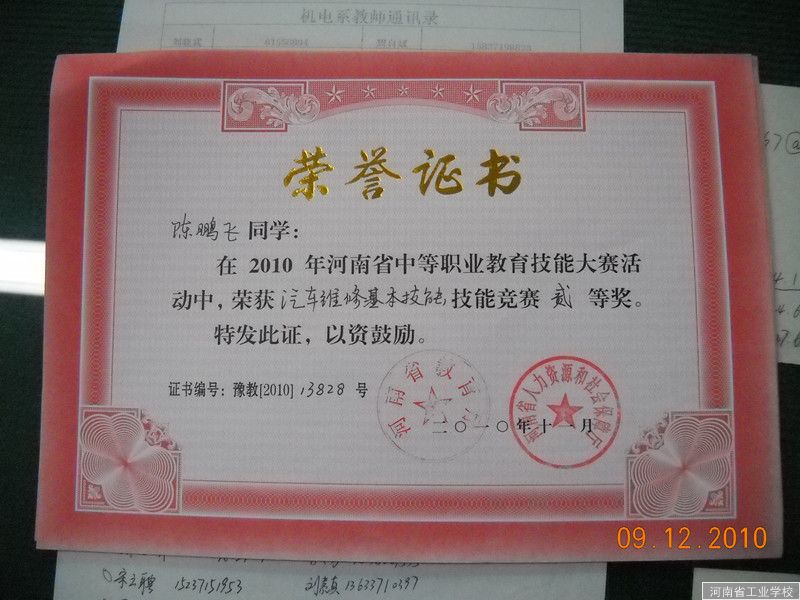 机电系教师通讯录
荣誉证书
陈鹏飞 同学：
在 2010 年河南省中等职业教育技能大赛活
动中，荣获 汽车维修基本技能 技能竞赛 贰 等奖。
特发此证，以资鼓励。
证书编号：豫教[2010] 13828 号
河南省教育厅
河南省人力资源和社会保障厅
二〇一〇年十一月
09.12.2010
15237151953
13633710397
河南省工业学校